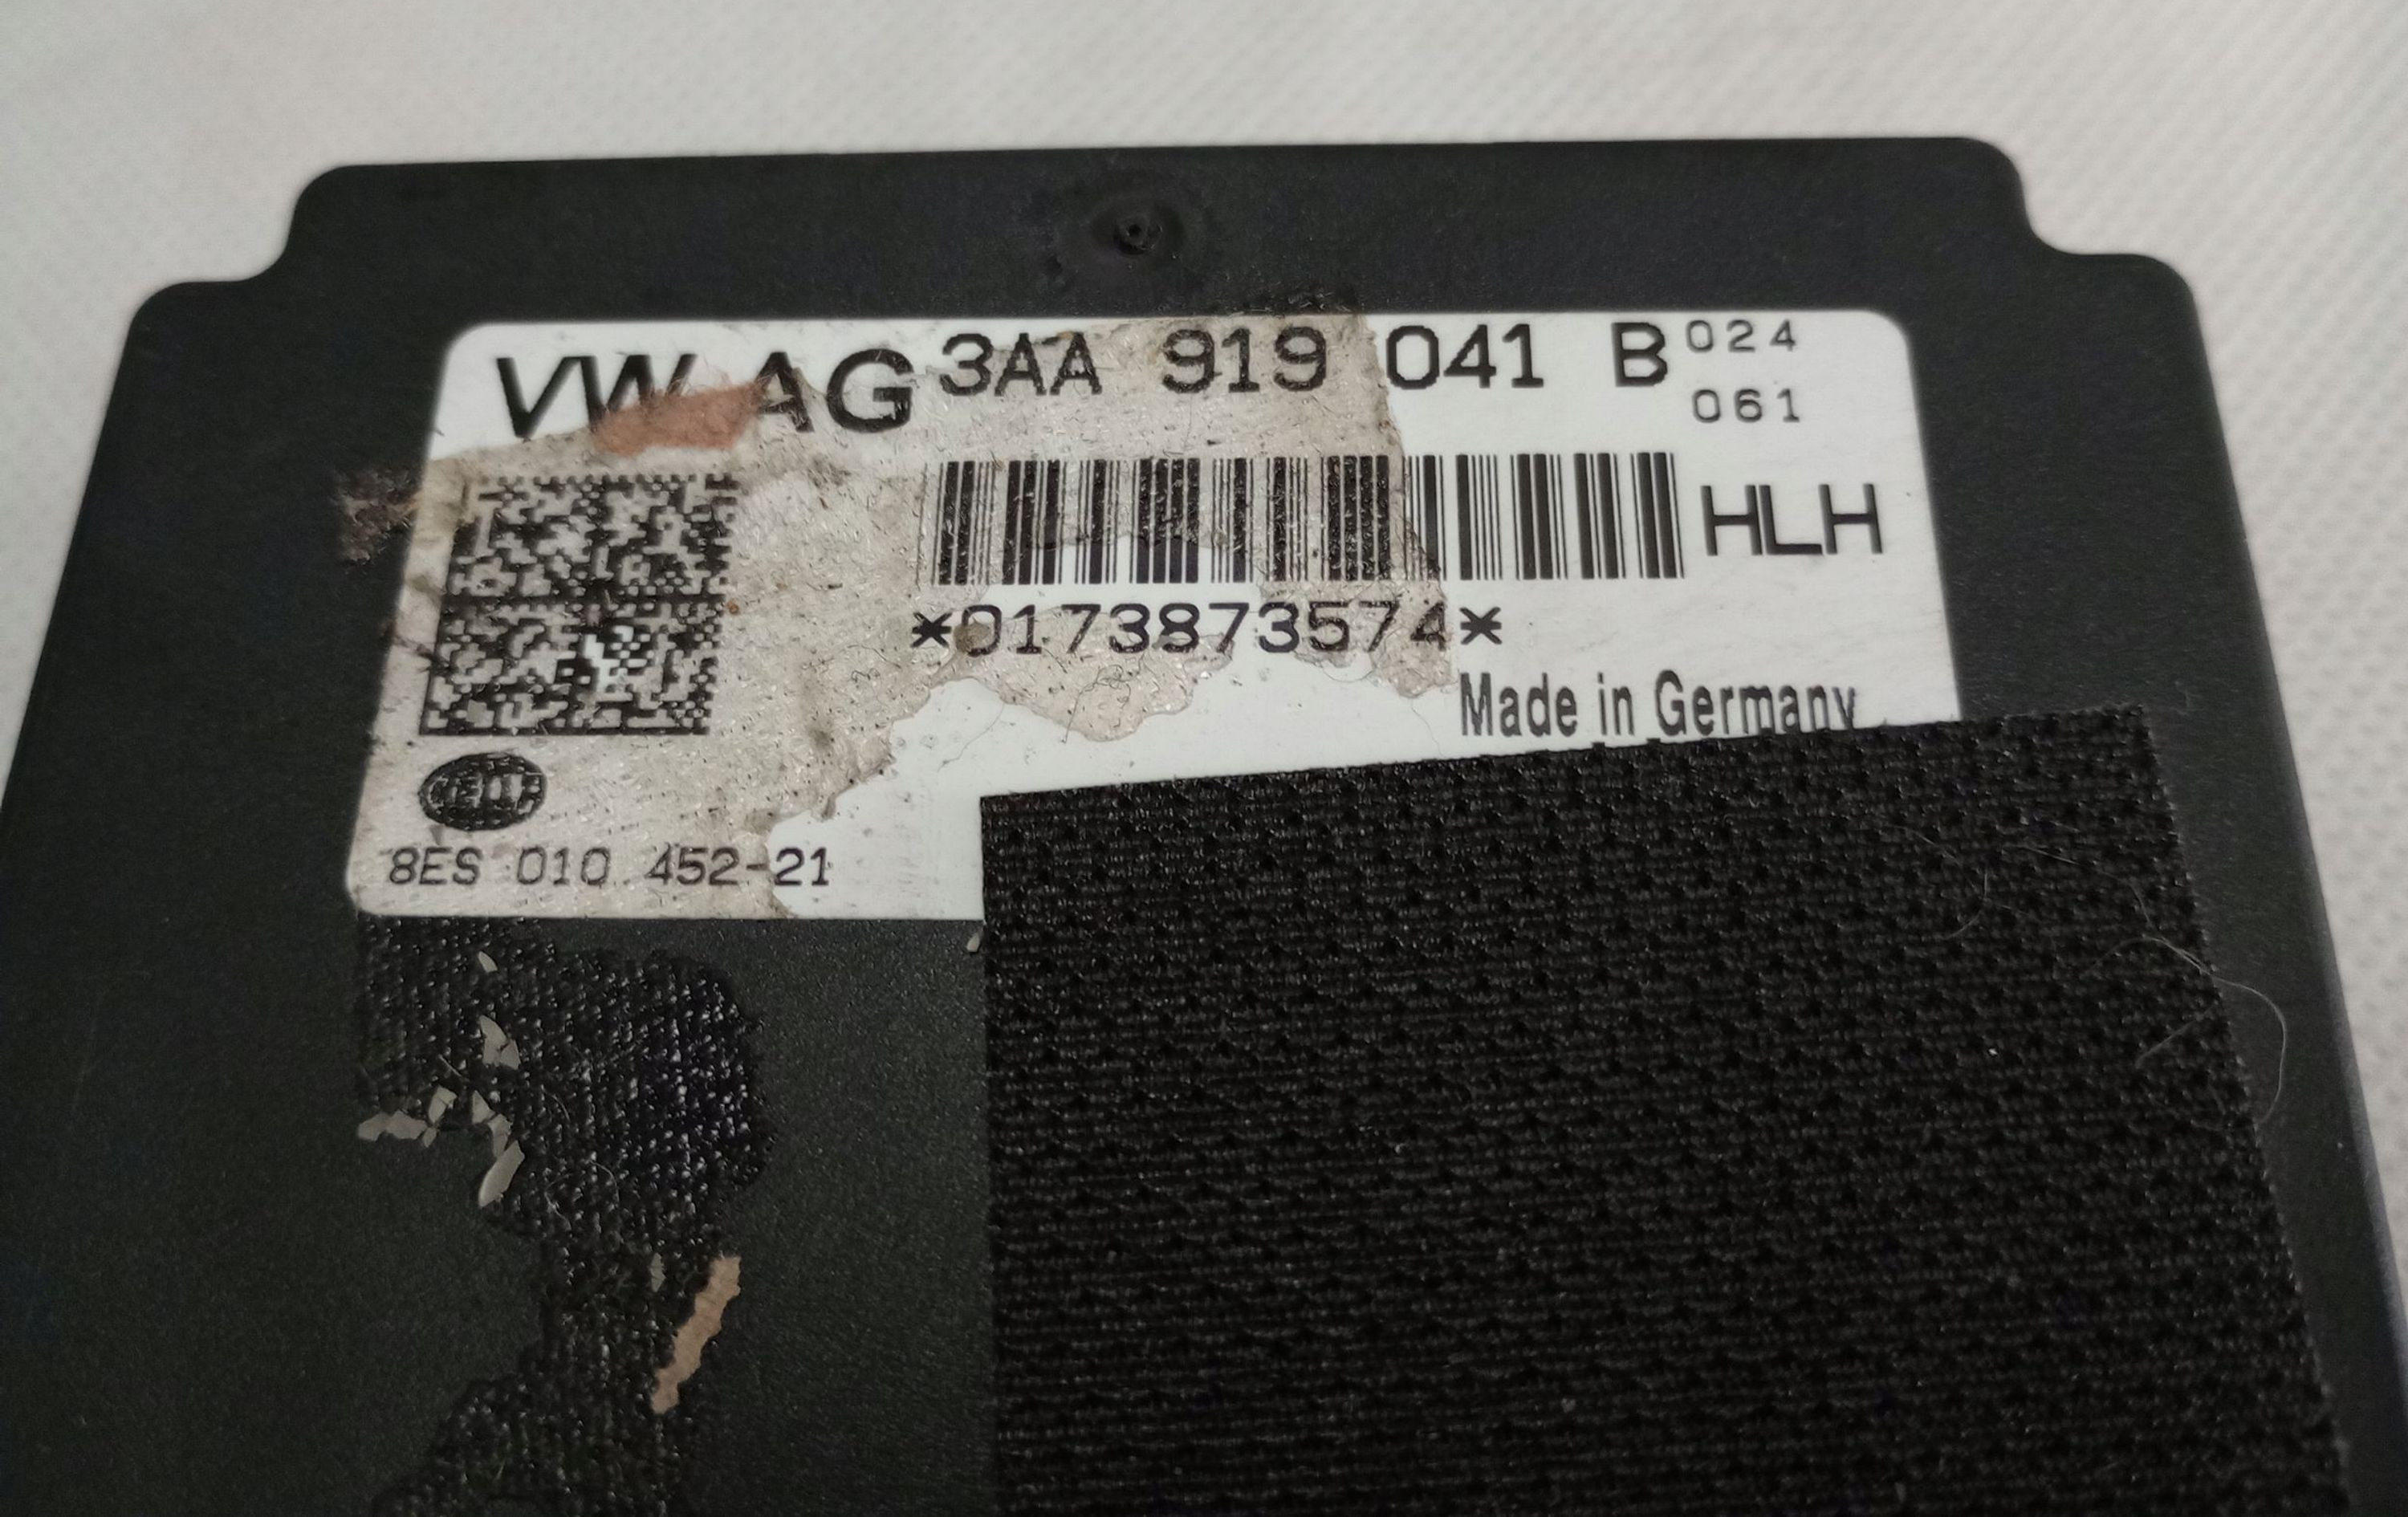 VW AG 3AA 919 041 B 024
061
HLH
*0173873574*
Made in Germany
8ES 010 452-21